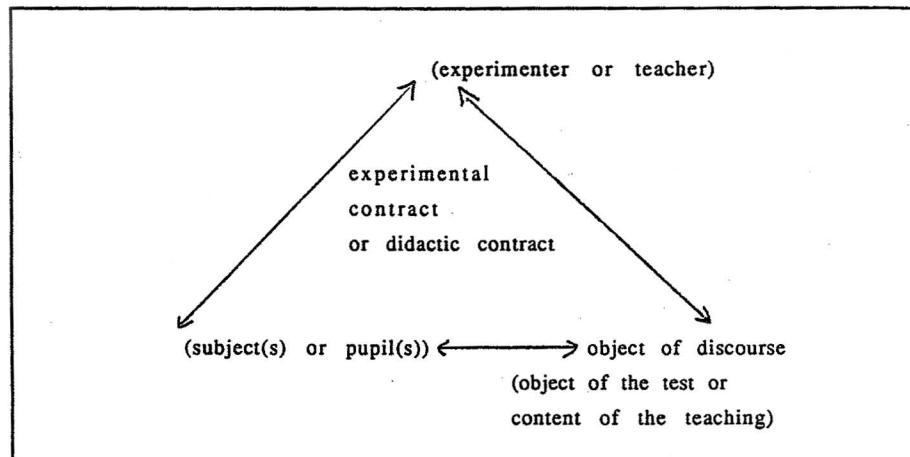 (experimenter or teacher)
experimental
contract
or didactic contract
(subject(s) or pupil(s))
object of discourse
(object of the test or
content of the teaching)